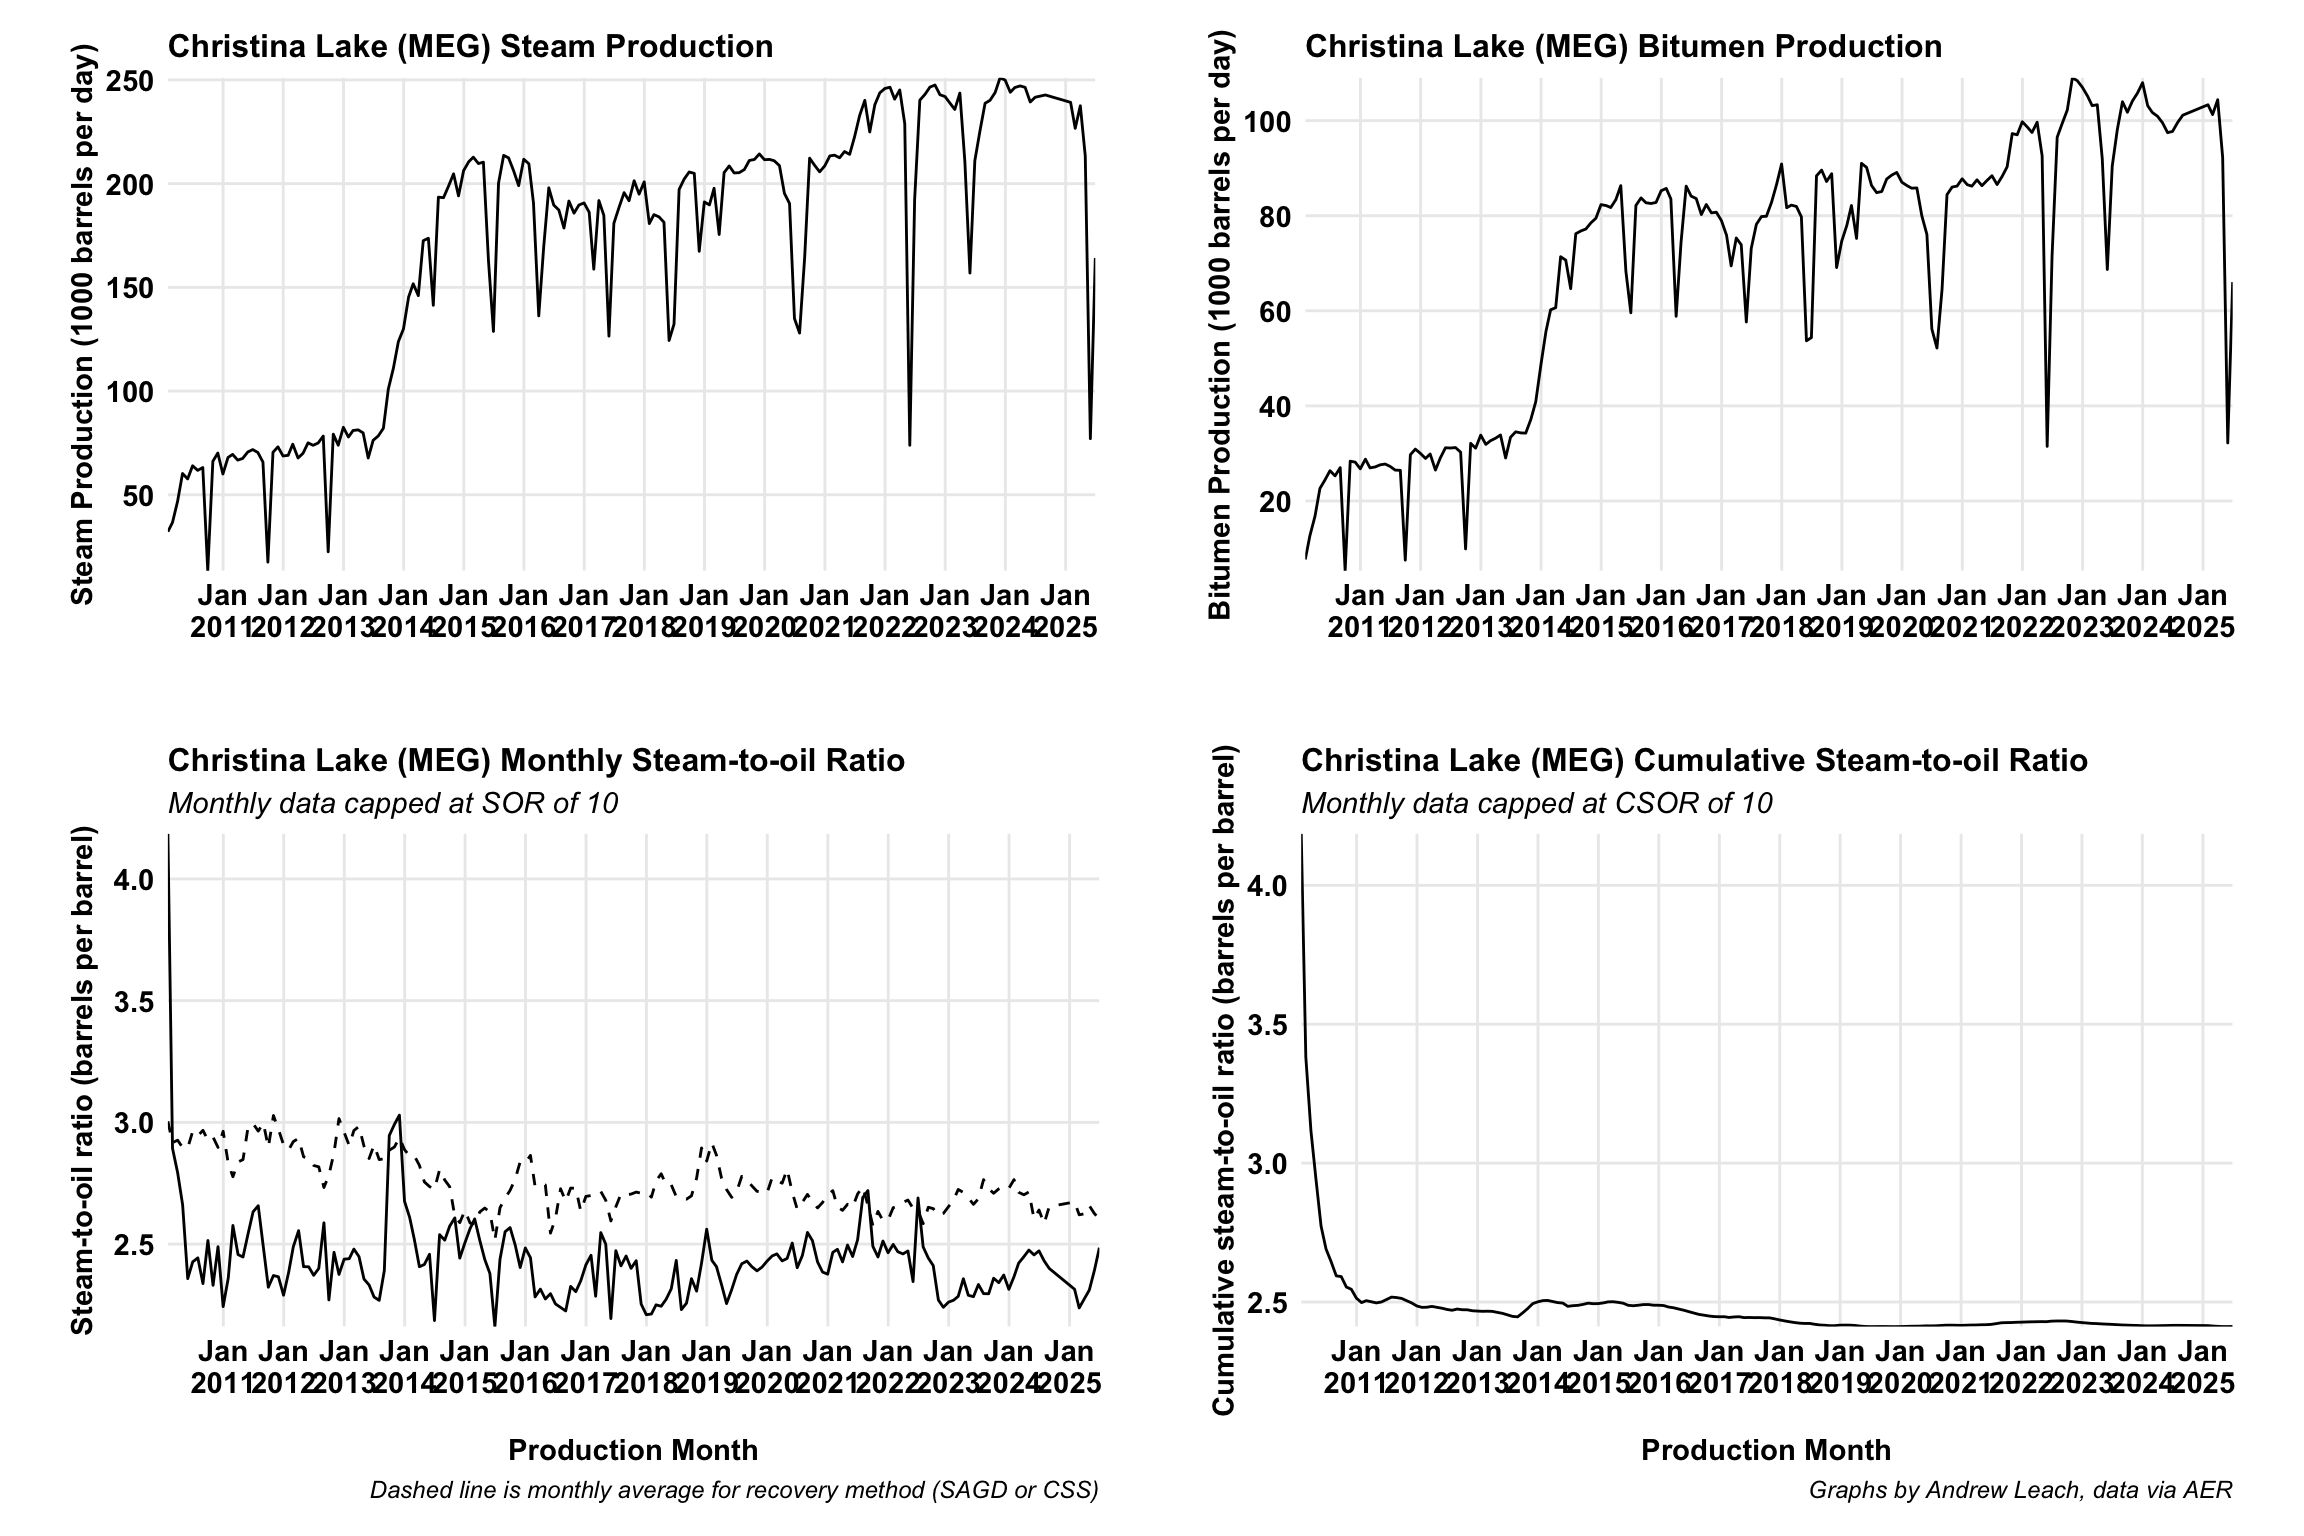 Christina Lake (MEG) Steam Production
Steam Production (1000 barrels per day)
250
200
150
100
50
Jan Jan Jan Jan Jan Jan Jan Jan Jan Jan Jan Jan Jan Jan Jan
2011 2012 2013 2014 2015 2016 2017 2018 2019 2020 2021 2022 2023 2024 2025
Christina Lake (MEG) Bitumen Production
Bitumen Production (1000 barrels per day)
100
80
60
40
20
Jan Jan Jan Jan Jan Jan Jan Jan Jan Jan Jan Jan Jan Jan Jan
2011 2012 2013 2014 2015 2016 2017 2018 2019 2020 2021 2022 2023 2024 2025
Christina Lake (MEG) Monthly Steam-to-oil Ratio
Monthly data capped at SOR of 10
Steam-to-oil ratio (barrels per barrel)
4.0
3.5
3.0
2.5
Jan Jan Jan Jan Jan Jan Jan Jan Jan Jan Jan Jan Jan Jan Jan
2011 2012 2013 2014 2015 2016 2017 2018 2019 2020 2021 2022 2023 2024 2025
Production Month
Dashed line is monthly average for recovery method (SAGD or CSS)
Christina Lake (MEG) Cumulative Steam-to-oil Ratio
Monthly data capped at CSOR of 10
Cumulative steam-to-oil ratio (barrels per barrel)
4.0
3.5
3.0
2.5
Jan Jan Jan Jan Jan Jan Jan Jan Jan Jan Jan Jan Jan Jan Jan
2011 2012 2013 2014 2015 2016 2017 2018 2019 2020 2021 2022 2023 2024 2025
Production Month
Graphs by Andrew Leach, data via AER